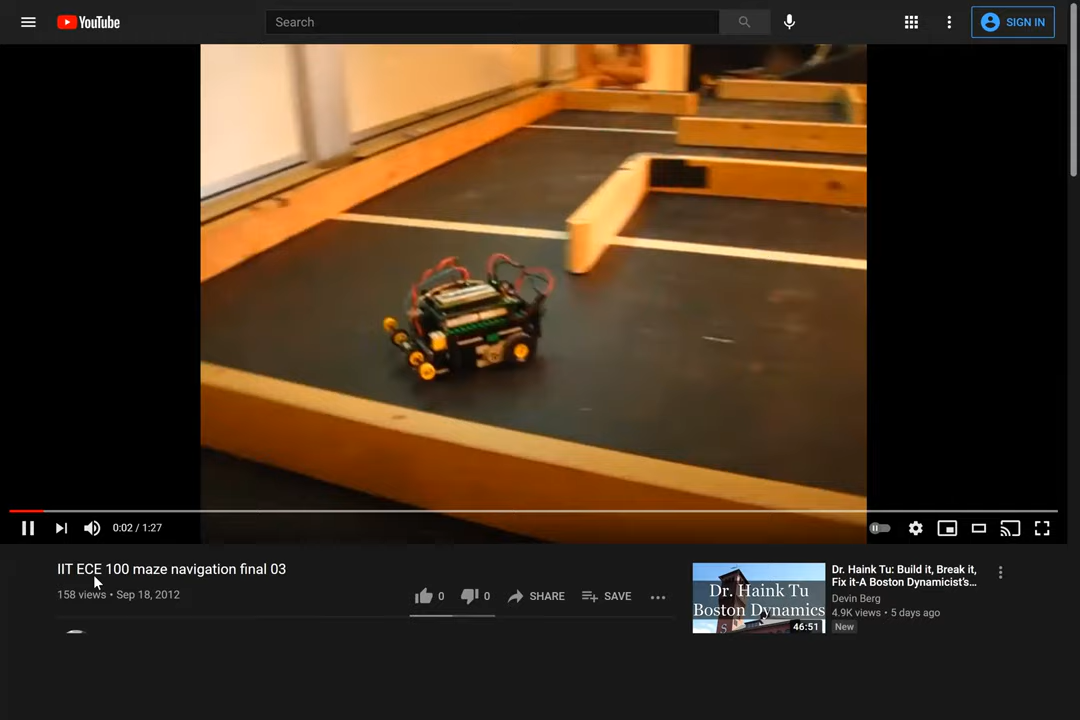 YouTube
Search
SIGN IN
0:02 / 1:27
IIT ECE 100 maze navigation final 03
158 views • Sep 18, 2012
0
0
SHARE
SAVE
Dr. Haink Tu
Boston Dynamics
46:51
Dr. Haink Tu: Build it, Break it,
Fix it-A Boston Dynamicist's...
Devin Berg
4.9K views • 5 days ago
New